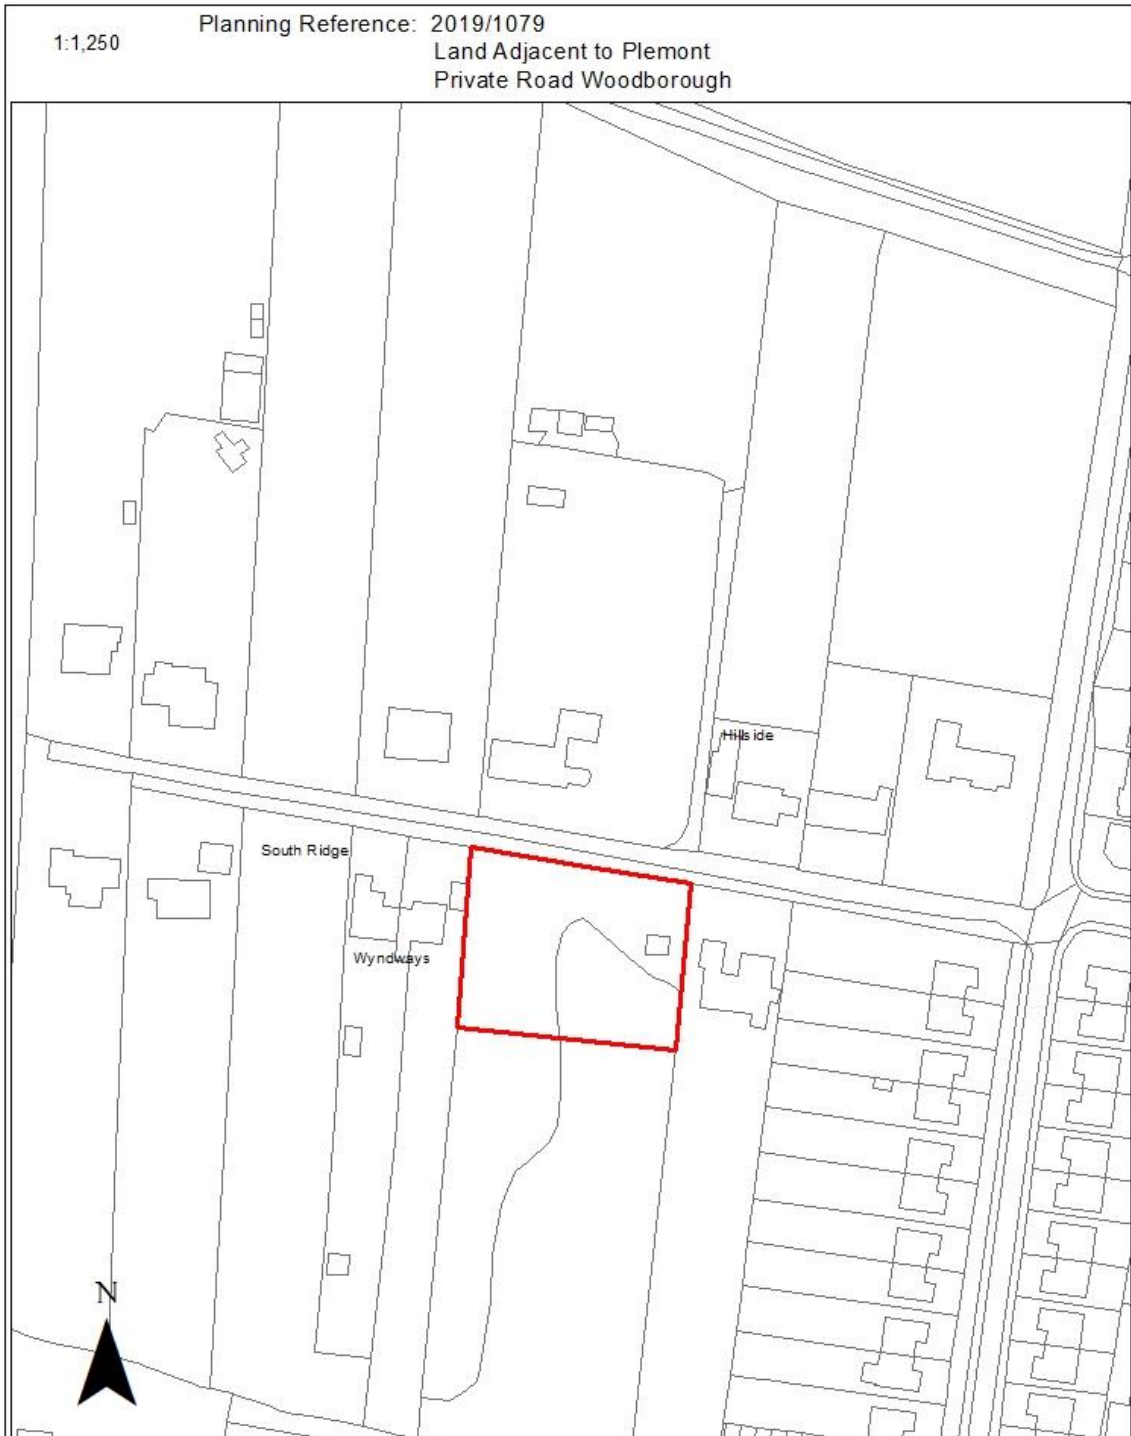 Planning Reference: 2019/1079
1:1,250
Land Adjacent to Plemont
Private Road Woodborough
Hillside
South Ridge
Wyndways
N